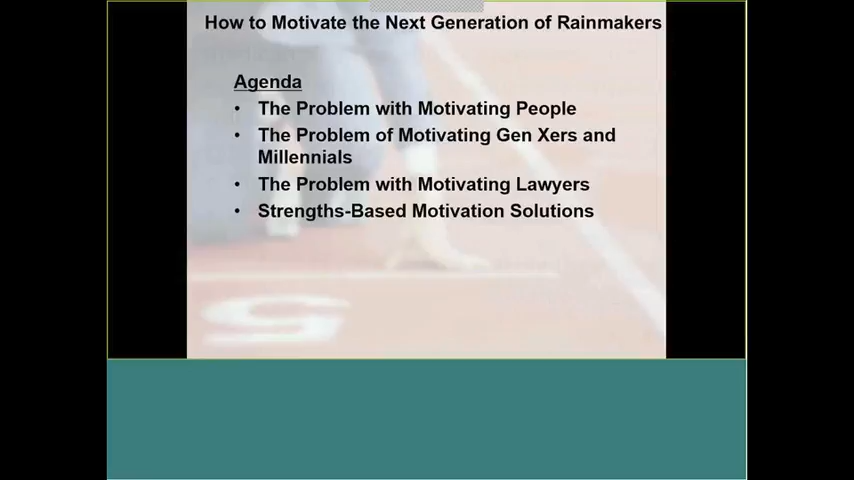 How to Motivate the Next Generation of Rainmakers
Agenda
• The Problem with Motivating People
• The Problem of Motivating Gen Xers and
Millennials
• The Problem with Motivating Lawyers
• Strengths-Based Motivation Solutions
5